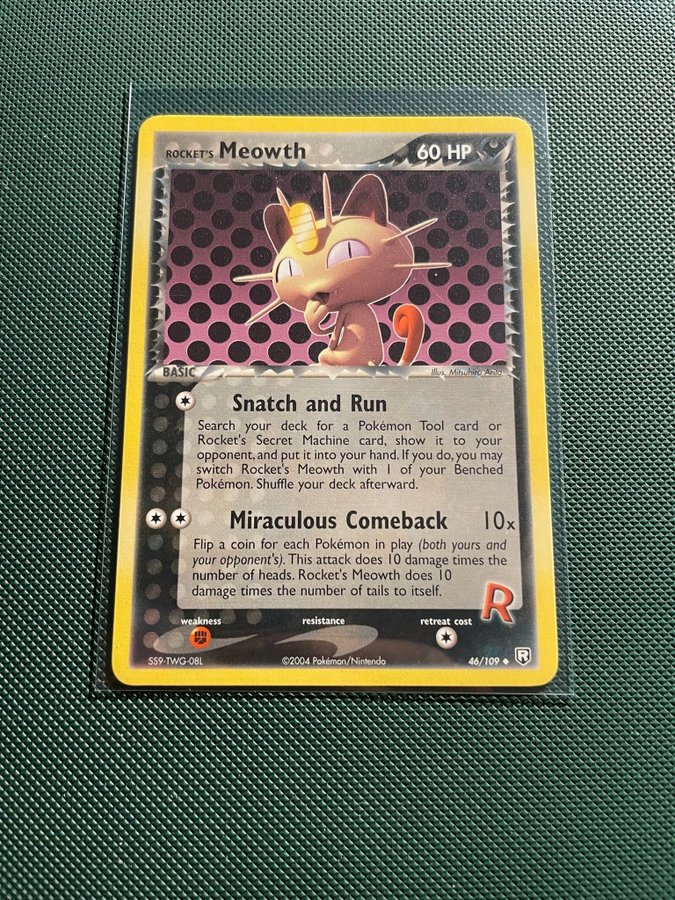 ROCKET'S Meowth 60 HP
BASIC
Illus. Mitsuhiro Arita
Snatch and Run
Search your deck for a Pokémon Tool card or
Rocket's Secret Machine card, show it to your
opponent, and put it into your hand. If you do, you may
switch Rocket's Meowth with 1 of your Benched
Pokémon. Shuffle your deck afterward.
Miraculous Comeback 10x
Flip a coin for each Pokémon in play (both yours and
your opponent's). This attack does 10 damage times the
number of heads. Rocket's Meowth does 10
damage times the number of tails to itself.
R
weakness resistance retreat cost
SS9-TWG-08L ©2004 Pokémon/Nintendo 46/109 ◆ R